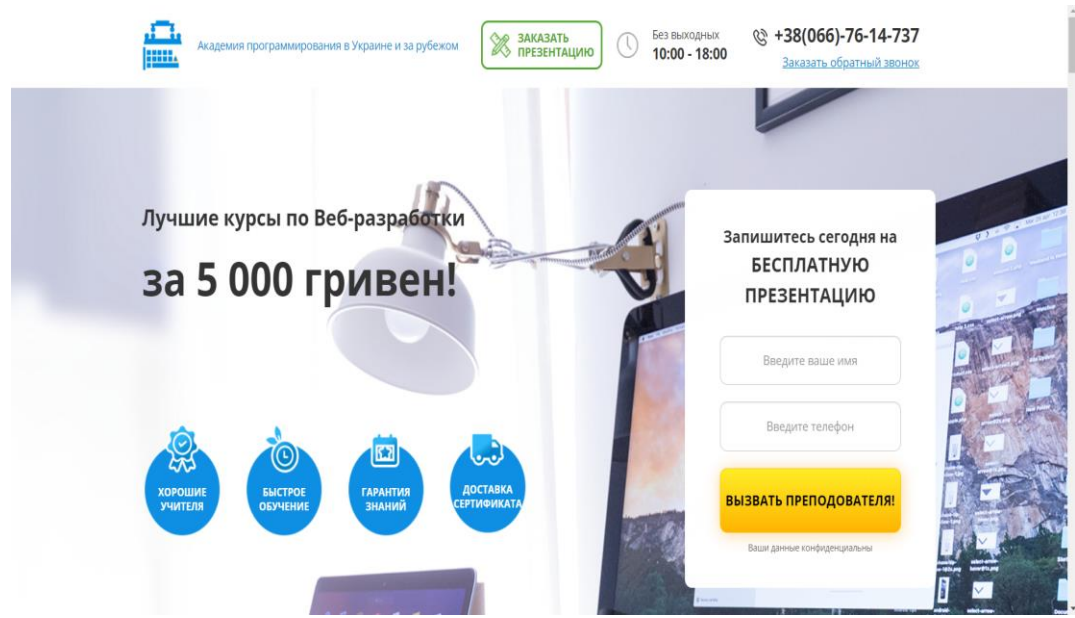 Академия программирования в Украине и за рубежом
ЗАКАЗАТЬ
ПРЕЗЕНТАЦИЮ
Без выходных
10:00 - 18:00
+38(066)-76-14-737
Заказать обратный звонок
Лучшие курсы по Веб-разработки
за 5 000 гривен!
ХОРОШИЕ
УЧИТЕЛЯ
БЫСТРОЕ
ОБУЧЕНИЕ
ГАРАНТИЯ
ЗНАНИЙ
ДОСТАВКА
СЕРТИФИКАТА
Запишитесь сегодня на
БЕСПЛАТНУЮ
ПРЕЗЕНТАЦИЮ
Введите ваше имя
Введите телефон
ВЫЗВАТЬ ПРЕПОДОВАТЕЛЯ!
Ваши данные конфиденциальны